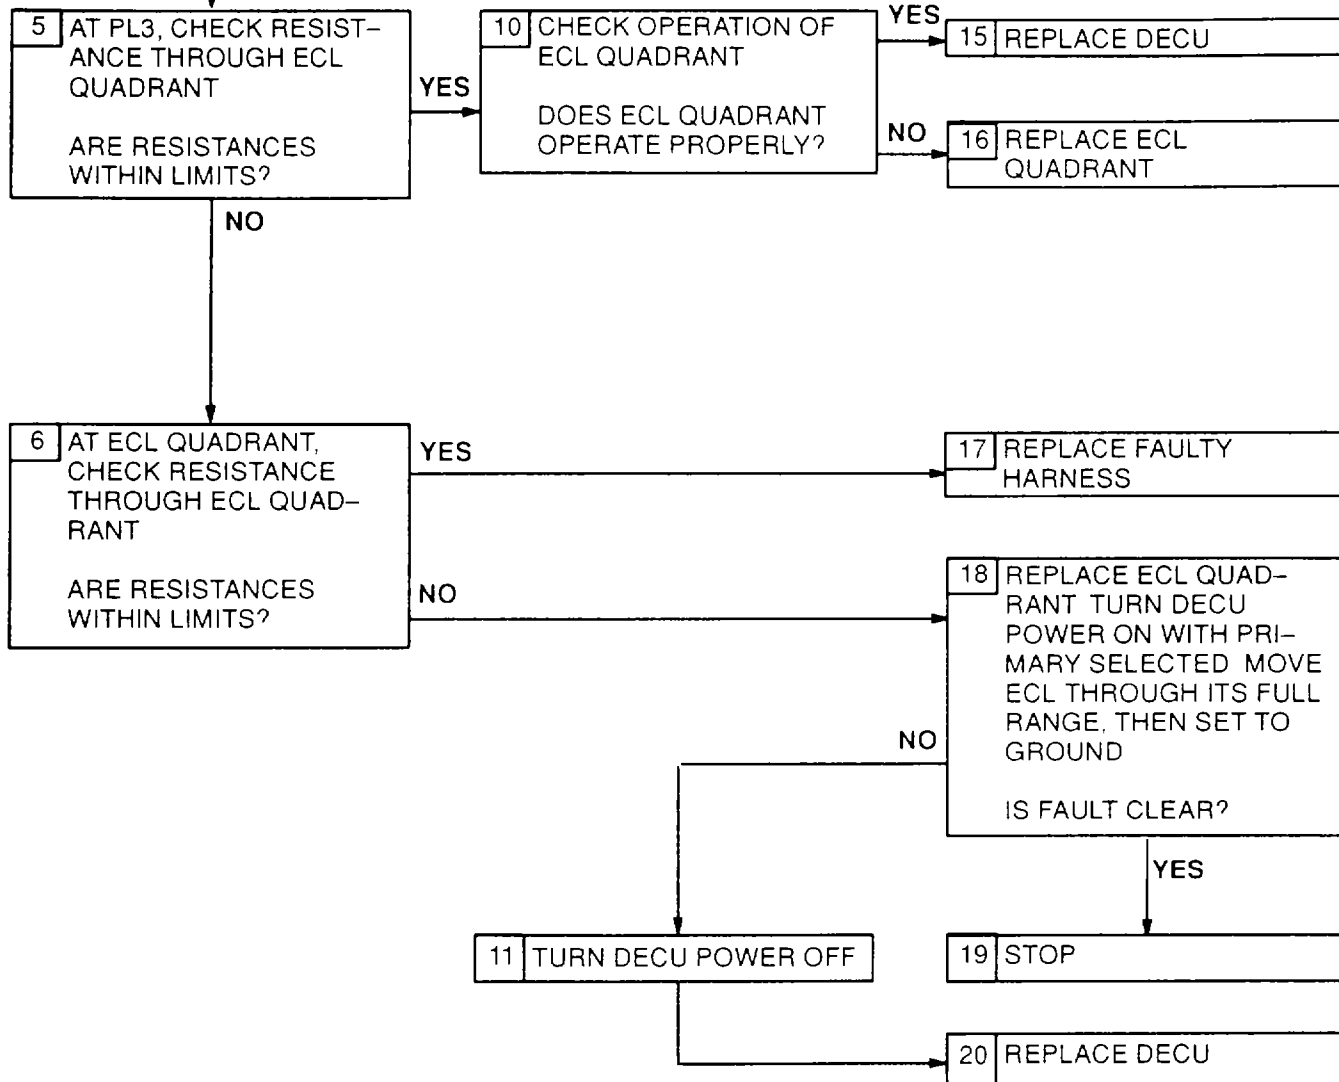 5 AT PL3, CHECK RESIST–
ANCE THROUGH ECL
QUADRANT
ARE RESISTANCES
WITHIN LIMITS?
YES
NO
10 CHECK OPERATION OF
ECL QUADRANT
DOES ECL QUADRANT
OPERATE PROPERLY?
YES
15 REPLACE DECU
NO
16 REPLACE ECL
QUADRANT
6 AT ECL QUADRANT,
CHECK RESISTANCE
THROUGH ECL QUAD–
RANT
ARE RESISTANCES
WITHIN LIMITS?
YES
17 REPLACE FAULTY
HARNESS
NO
18 REPLACE ECL QUAD–
RANT TURN DECU
POWER ON WITH PRI–
MARY SELECTED MOVE
ECL THROUGH ITS FULL
RANGE, THEN SET TO
GROUND
IS FAULT CLEAR?
NO
YES
11 TURN DECU POWER OFF
19 STOP
20 REPLACE DECU